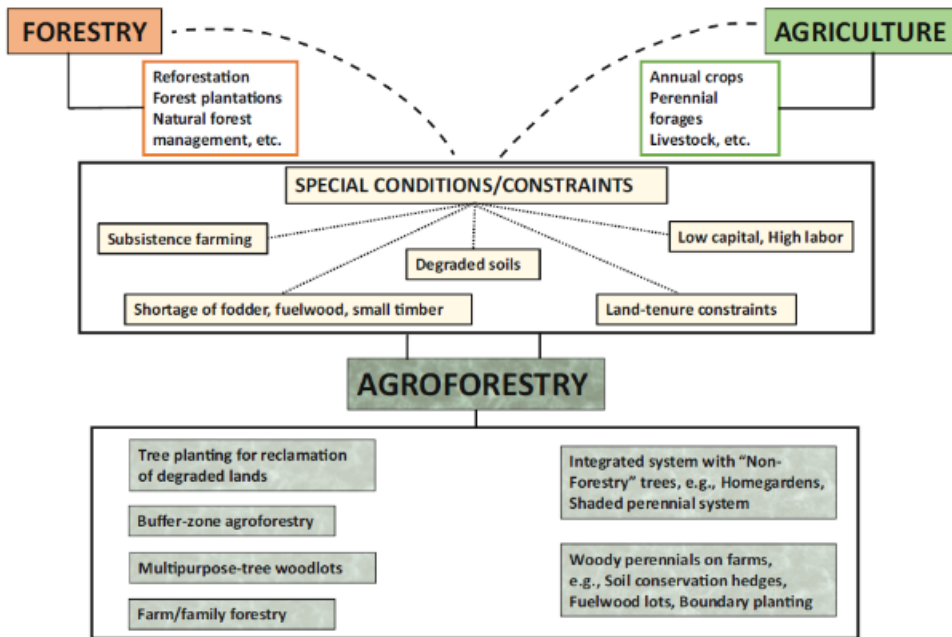 FORESTRY
AGRICULTURE
Reforestation
Forest plantations
Natural forest
management, etc.
Annual crops
Perennial
forages
Livestock, etc.
SPECIAL CONDITIONS/CONSTRAINTS
Subsistence farming
Low capital, High labor
Degraded soils
Shortage of fodder, fuelwood, small timber
Land-tenure constraints
AGROFORESTRY
Tree planting for reclamation
of degraded lands
Buffer-zone agroforestry
Multipurpose-tree woodlots
Farm/family forestry
Integrated system with “Non-
Forestry” trees, e.g., Homegardens,
Shaded perennial system
Woody perennials on farms,
e.g., Soil conservation hedges,
Fuelwood lots, Boundary planting